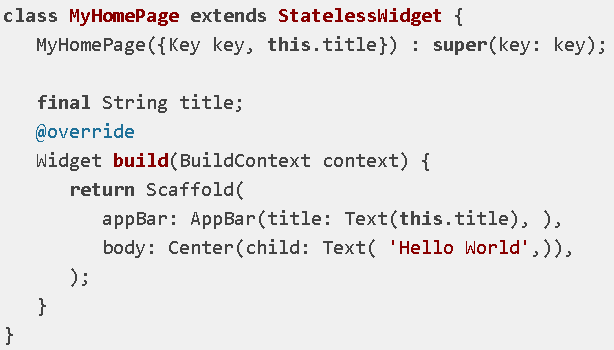 class MyHomePage extends StatelessWidget {
   MyHomePage({Key key, this.title}) : super(key: key);

   final String title;
   @override
   Widget build(BuildContext context) {
      return Scaffold(
         appBar: AppBar(title: Text(this.title), ),
         body: Center(child: Text( 'Hello World',)),
      );
   }
}